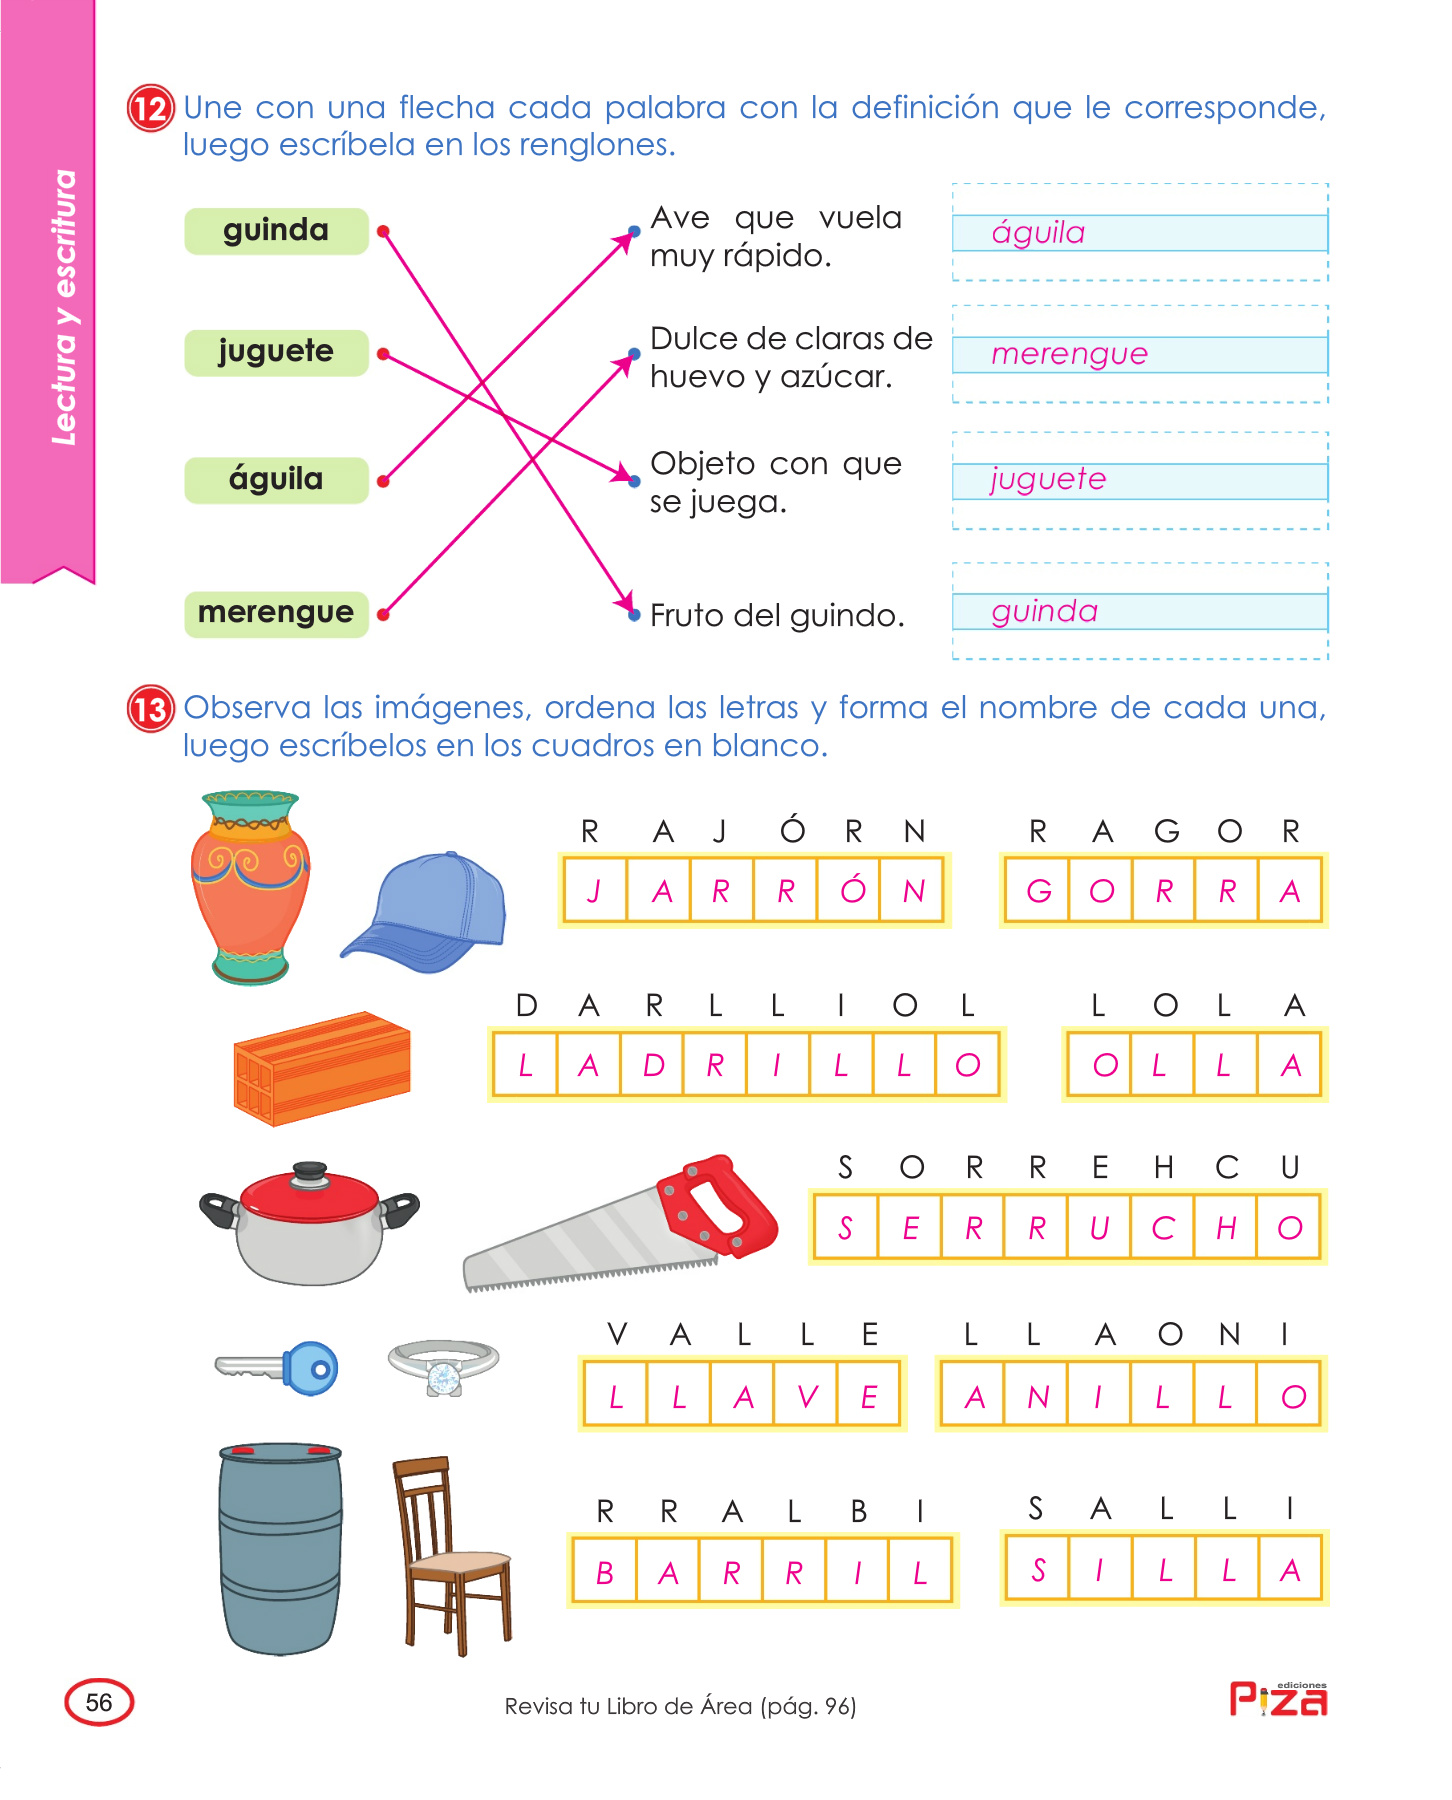 Lectura y escritura
12 Une con una flecha cada palabra con la definición que le corresponde,
luego escríbela en los renglones.
guinda
Ave que vuela
muy rápido.
águila
juguete
Dulce de claras de
huevo y azúcar.
merengue
águila
Objeto con que
se juega.
juguete
merengue
Fruto del guindo.
guinda
13 Observa las imágenes, ordena las letras y forma el nombre de cada una,
luego escríbelos en los cuadros en blanco.
R A J Ó R N
J A R R Ó N
R A G O R
G O R R A
D A R L L I O L
L A D R I L L O
L O L A
O L L A
S O R R E H C U
S E R R U C H O
V A L L E
L L A V E
L L A O N I
A N I L L O
R R A L B I
B A R R I L
S A L L I
S I L L A
56
Revisa tu Libro de Área (pág. 96)
ediciones
Piza